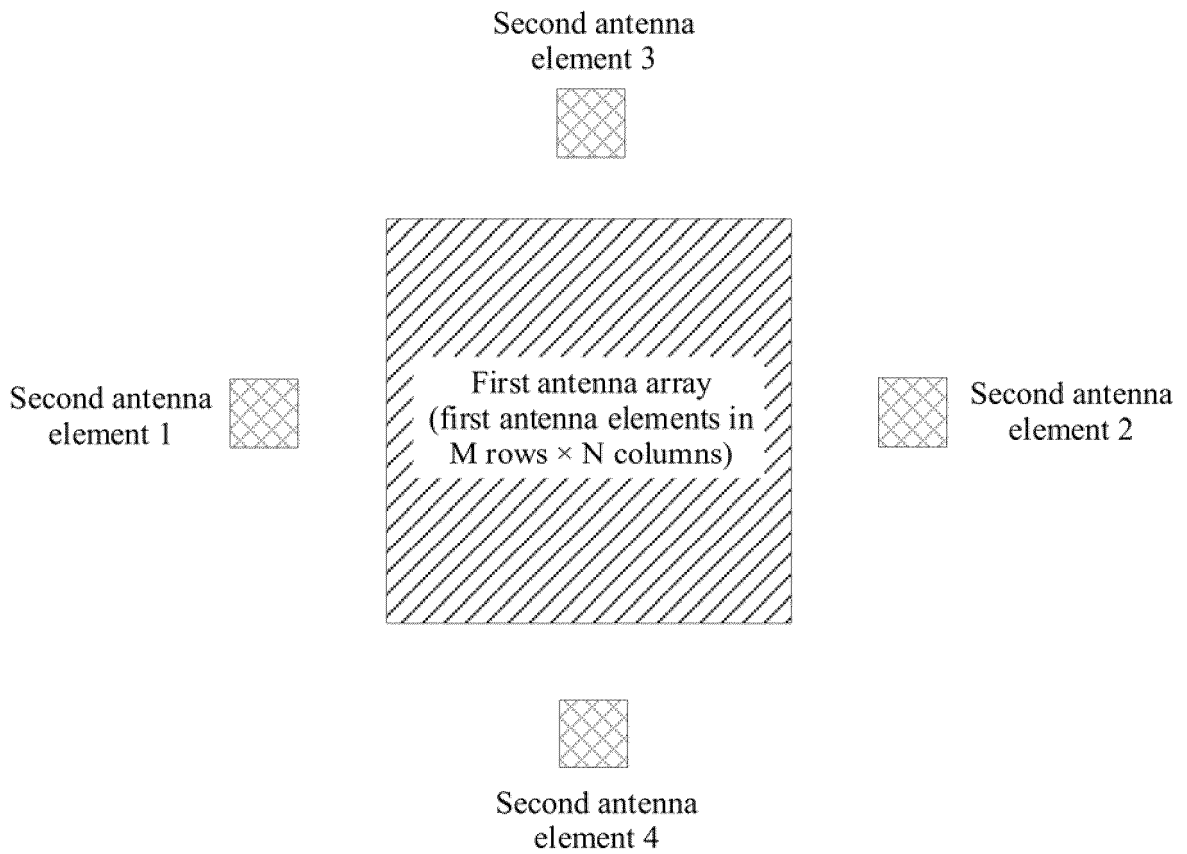 Second antenna
element 3
First antenna array
(first antenna elements in
M rows × N columns)
Second antenna
element 1
Second antenna
element 2
Second antenna
element 4